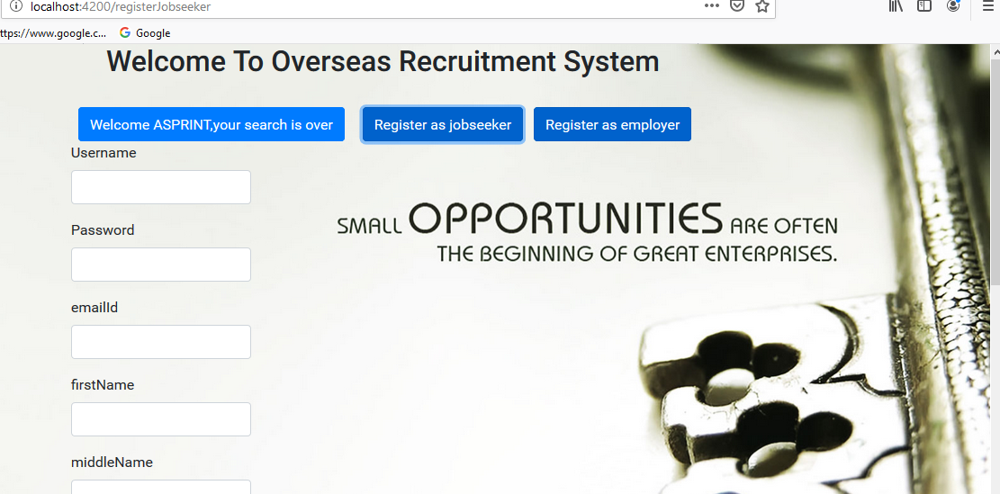 localhost:4200/registerJobseeker
ttps://www.google.c... Google
Welcome To Overseas Recruitment System
Welcome ASPRINT,your search is over Register as jobseeker Register as employer
Username
SMALL OPPORTUNITIES ARE OFTEN
Password
THE BEGINNING OF GREAT ENTERPRISES.
emailId
firstName
middleName